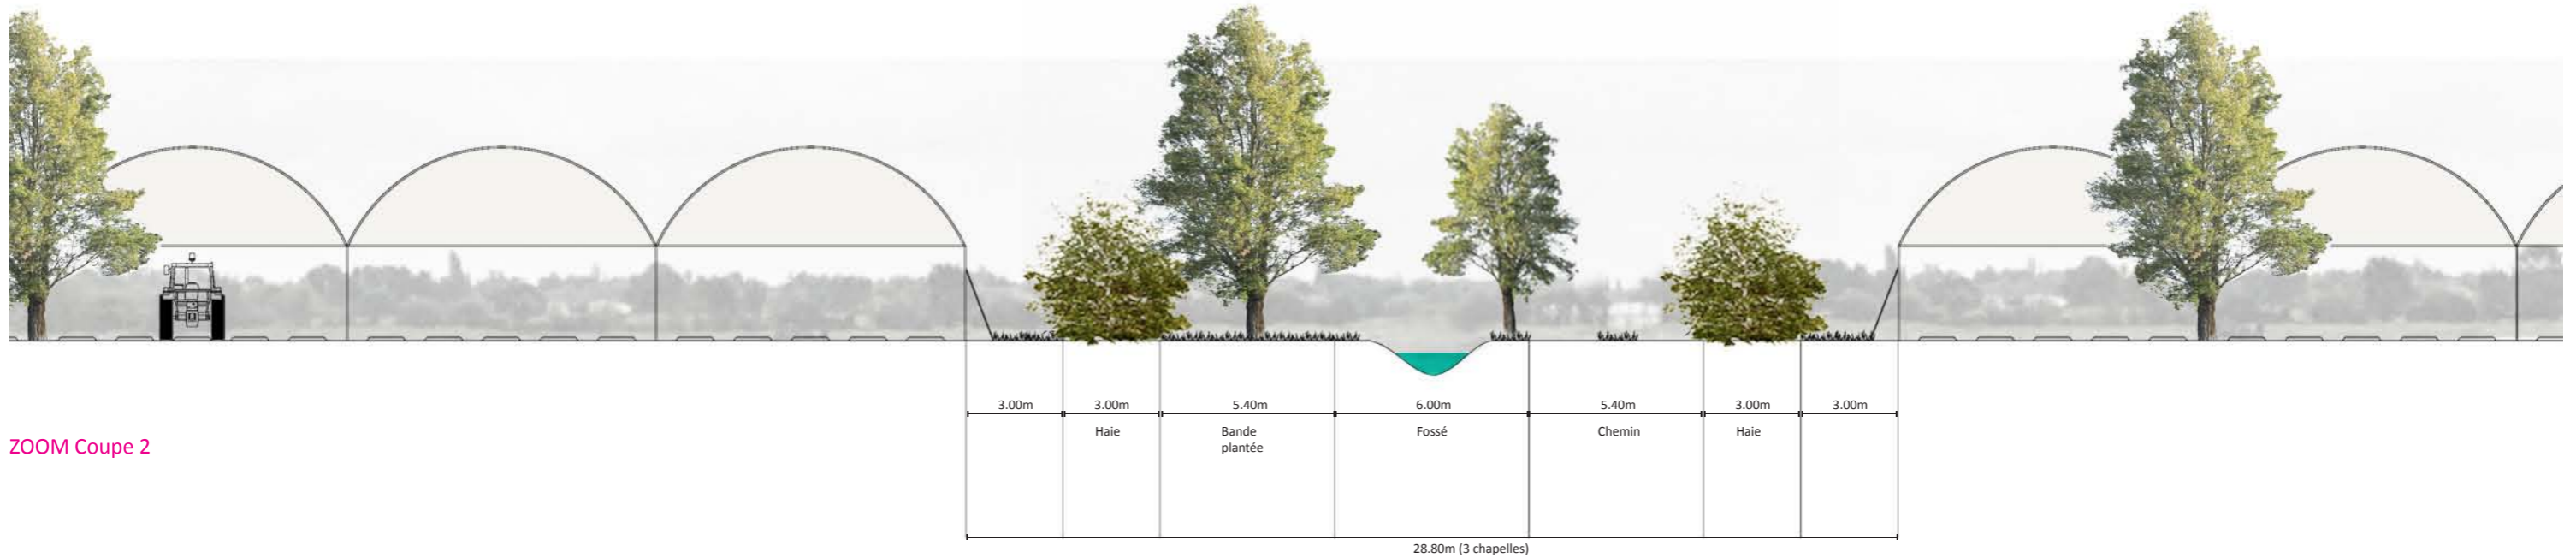 3.00m 3.00m 5.40m 6.00m 5.40m 3.00m 3.00m
Haie Bande Fossé Chemin Haie
plantée
ZOOM Coupe 2
28.80m (3 chapelles)